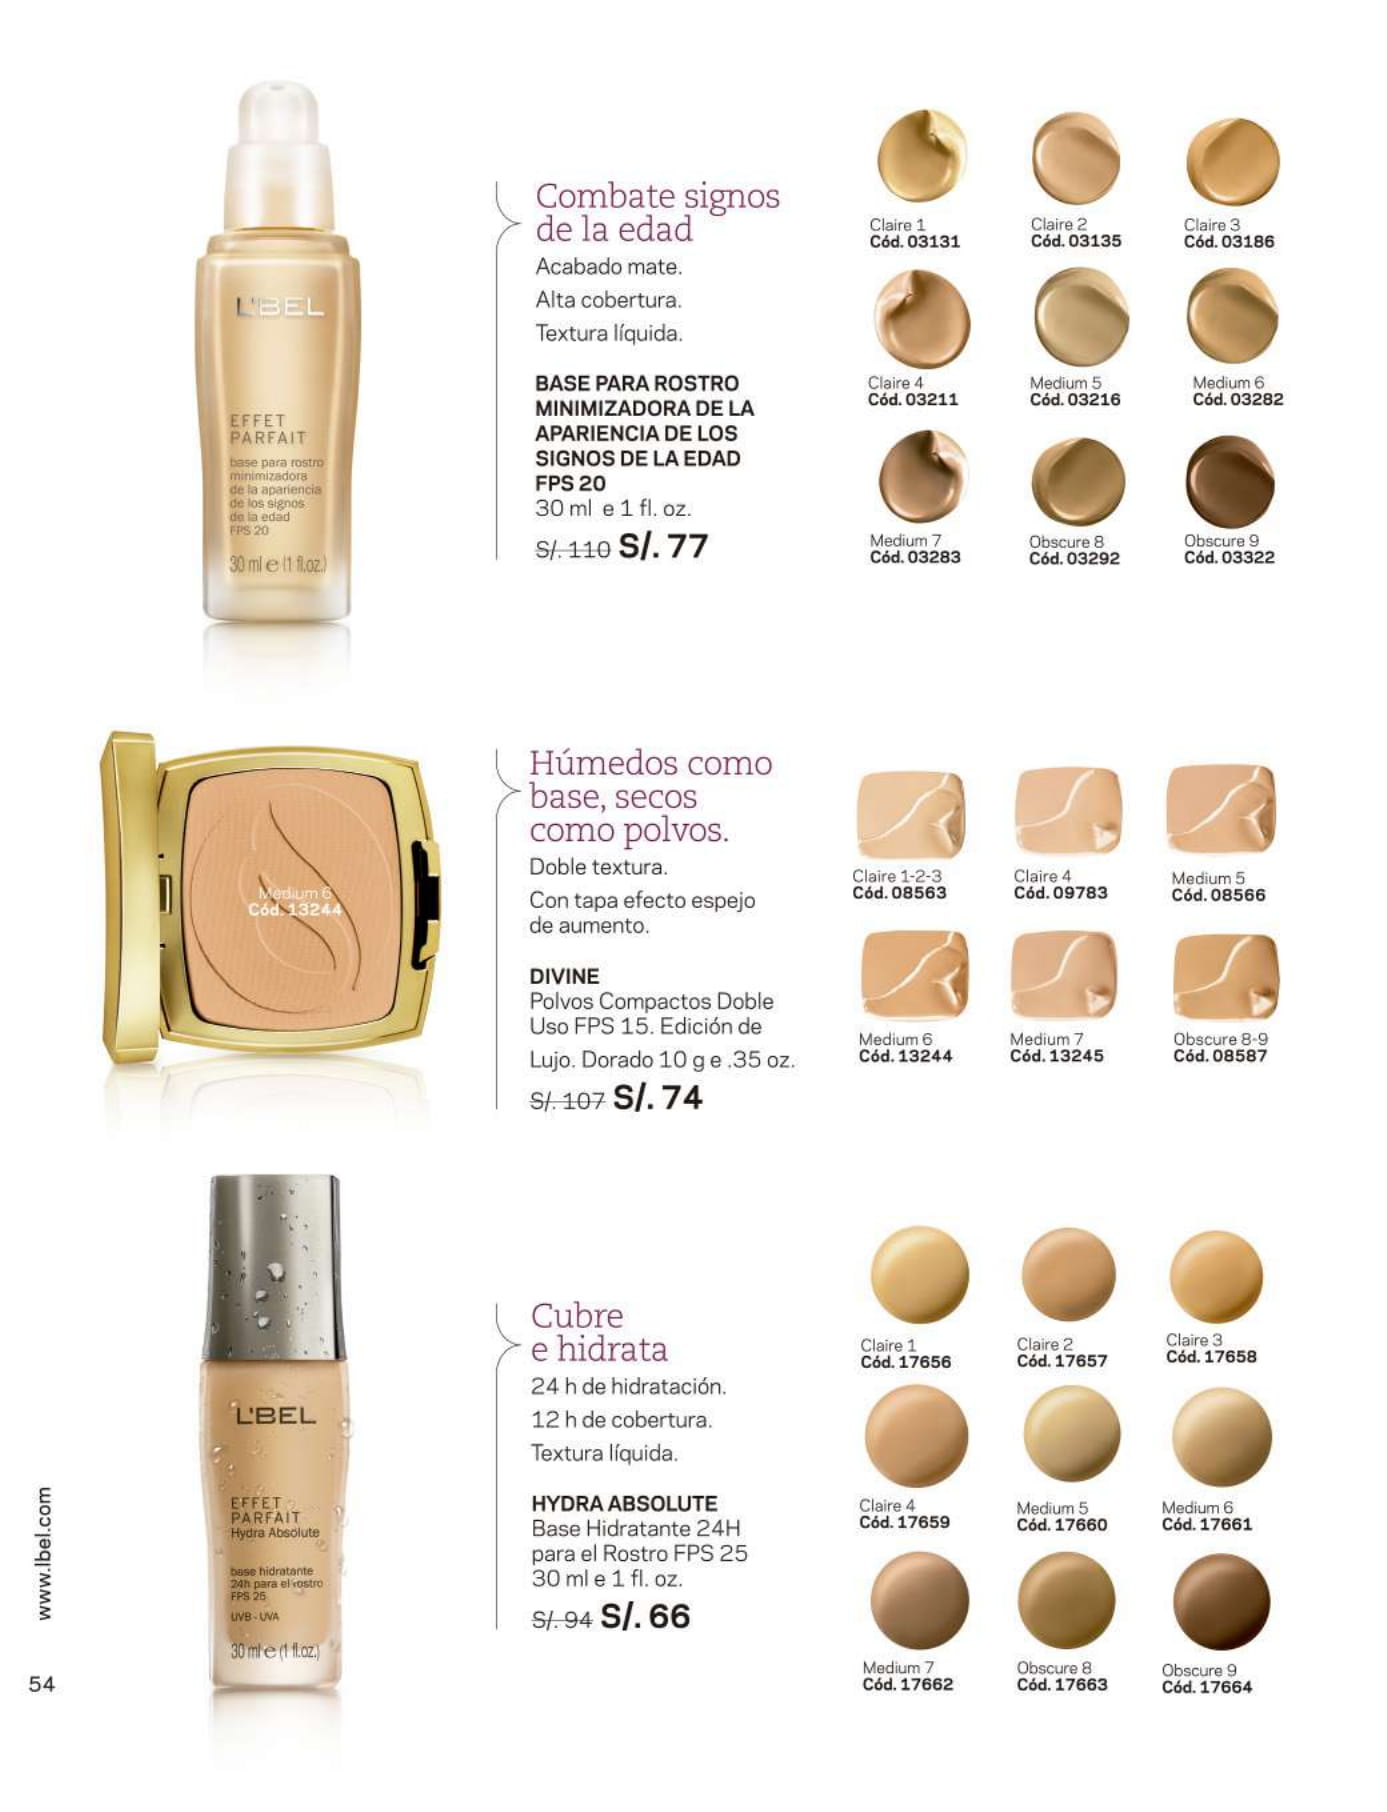 L'BEL
EFFET
PARFAIT
base para rostro
minimizadora
de la apariencia
de los signos
de la edad
FPS 20
30 ml e (1 fl.oz.)
Combate signos
de la edad
Acabado mate.
Alta cobertura.
Textura líquida.
BASE PARA ROSTRO
MINIMIZADORA DE LA
APARIENCIA DE LOS
SIGNOS DE LA EDAD
FPS 20
30 ml e 1 fl. oz.
S/. 110 S/. 77
Claire 1
Cód. 03131
Claire 2
Cód. 03135
Claire 3
Cód. 03186
Claire 4
Cód. 03211
Medium 5
Cód. 03216
Medium 6
Cód. 03282
Medium 7
Cód. 03283
Obscure 8
Cód. 03292
Obscure 9
Cód. 03322
Medium 6
Cód. 13244
Húmedos como
base, secos
como polvos.
Doble textura.
Con tapa efecto espejo
de aumento.
DIVINE
Polvos Compactos Doble
Uso FPS 15. Edición de
Lujo. Dorado 10 g e .35 oz.
S/. 107 S/. 74
Claire 1-2-3
Cód. 08563
Claire 4
Cód. 09783
Medium 5
Cód. 08566
Medium 6
Cód. 13244
Medium 7
Cód. 13245
Obscure 8-9
Cód. 08587
L'BEL
EFFET
PARFAIT
Hydra Absolute
base hidratante
24h para el rostro
FPS 25
UVB - UVA
30 ml e (1 fl.oz.)
Cubre
e hidrata
24 h de hidratación.
12 h de cobertura.
Textura líquida.
HYDRA ABSOLUTE
Base Hidratante 24H
para el Rostro FPS 25
30 ml e 1 fl. oz.
S/. 94 S/. 66
Claire 1
Cód. 17656
Claire 2
Cód. 17657
Claire 3
Cód. 17658
Claire 4
Cód. 17659
Medium 5
Cód. 17660
Medium 6
Cód. 17661
Medium 7
Cód. 17662
Obscure 8
Cód. 17663
Obscure 9
Cód. 17664
www.lbel.com
54